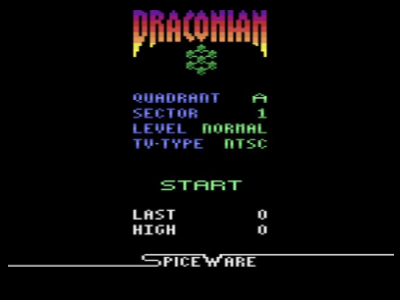 DRACONIAN
QUADRANT A
SECTOR 1
LEVEL NORMAL
TV-TYPE NTSC
START
LAST 0
HIGH 0
SPICEWARE